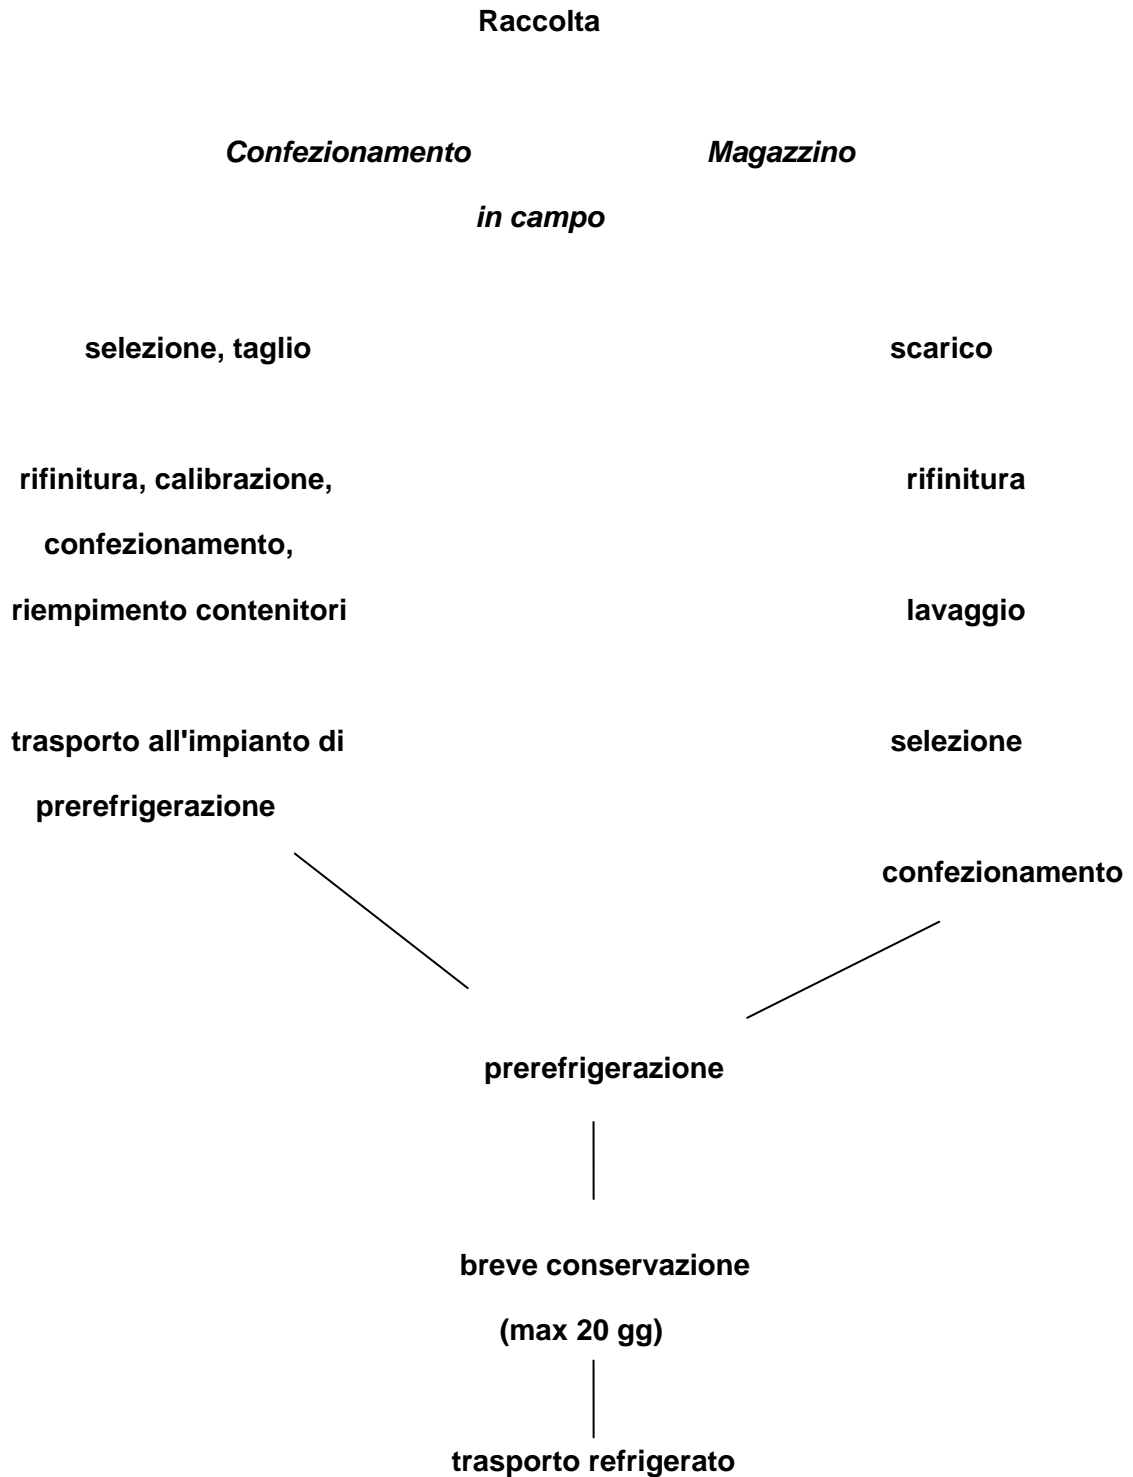 Raccolta
Confezionamento Magazzino
in campo
selezione, taglio scarico
rifinitura, calibrazione, rifinitura
confezionamento,
riempimento contenitori lavaggio
trasporto all'impianto di selezione
prerefrigerazione
confezionamento
prerefrigerazione
breve conservazione
(max 20 gg)
trasporto refrigerato